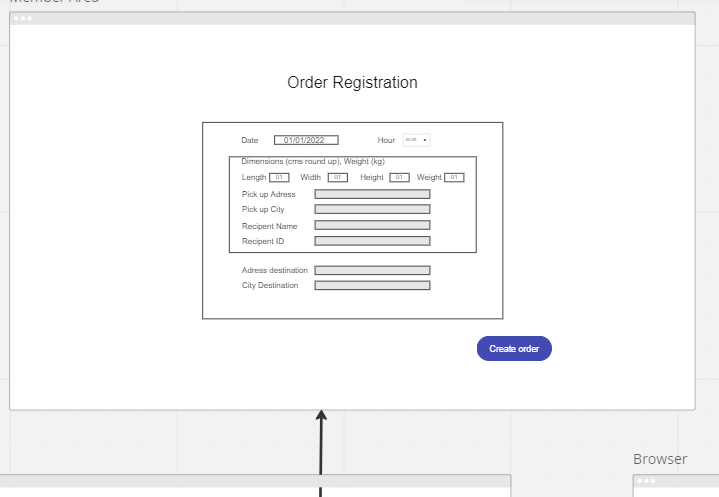 Member Area
Order Registration
Date 01/01/2022 Hour 00:00
Dimensions (cms round up), Weight (kg)
Length 01 Width 01 Height 01 Weight 01
Pick up Adress
Pick up City
Recipent Name
Recipent ID
Adress destination
City Destination
Create order
Browser